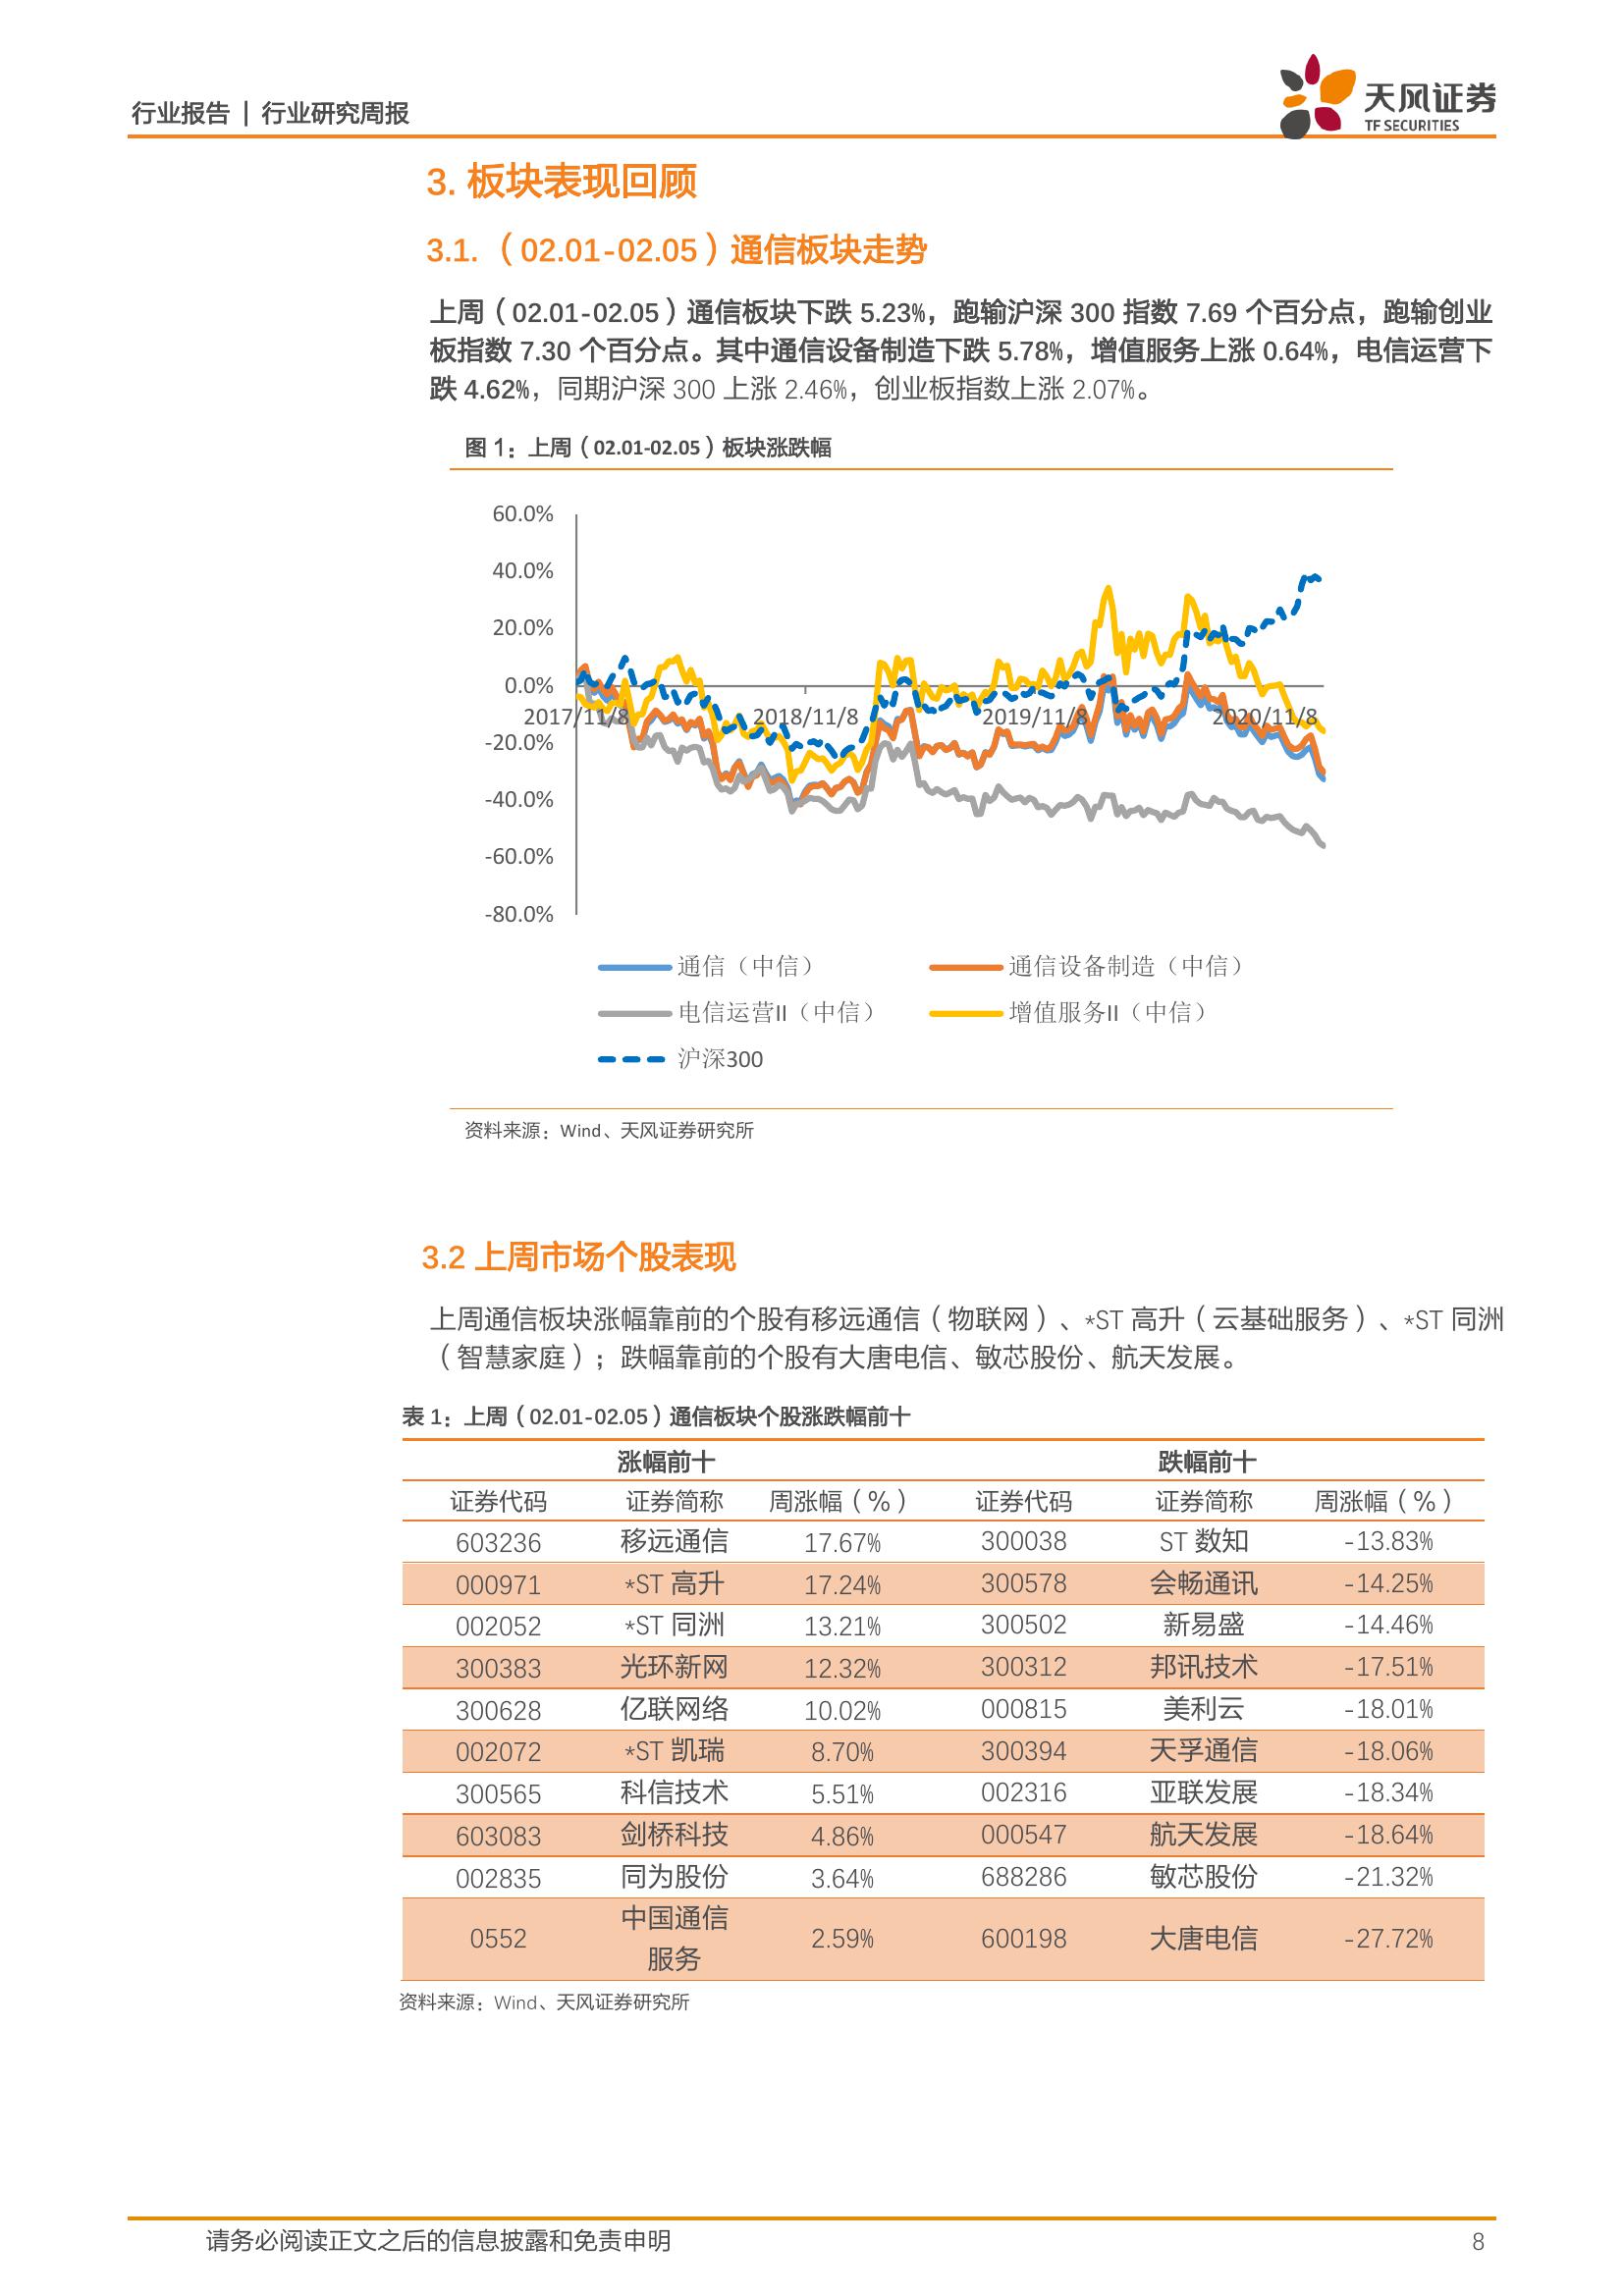 行业报告 | 行业研究周报
天风证券
TF SECURITIES
3. 板块表现回顾
3.1.（02.01-02.05）通信板块走势
上周（02.01-02.05）通信板块下跌 5.23%，跑输沪深 300 指数 7.69 个百分点，跑输创业
板指数 7.30 个百分点。其中通信设备制造下跌 5.78%，增值服务上涨 0.64%，电信运营下
跌 4.62%，同期沪深 300 上涨 2.46%，创业板指数上涨 2.07%。
图 1：上周（02.01-02.05）板块涨跌幅
60.0%
40.0%
20.0%
0.0%
2017/11/8 2018/11/8 2019/11/8 2020/11/8
-20.0%
-40.0%
-60.0%
-80.0%
通信（中信） 通信设备制造（中信）
电信运营II（中信） 增值服务II（中信）
沪深300
资料来源：Wind、天风证券研究所
3.2 上周市场个股表现
上周通信板块涨幅靠前的个股有移远通信（物联网）、*ST 高升（云基础服务）、*ST 同洲
（智慧家庭）；跌幅靠前的个股有大唐电信、敏芯股份、航天发展。
表 1：上周（02.01-02.05）通信板块个股涨跌幅前十
涨幅前十 跌幅前十
证券代码 证券简称 周涨幅（%） 证券代码 证券简称 周涨幅（%）
603236 移远通信 17.67% 300038 ST 数知 -13.83%
000971 *ST 高升 17.24% 300578 会畅通讯 -14.25%
002052 *ST 同洲 13.21% 300502 新易盛 -14.46%
300383 光环新网 12.32% 300312 邦讯技术 -17.51%
300628 亿联网络 10.02% 000815 美利云 -18.01%
002072 *ST 凯瑞 8.70% 300394 天孚通信 -18.06%
300565 科信技术 5.51% 002316 亚联发展 -18.34%
603083 剑桥科技 4.86% 000547 航天发展 -18.64%
002835 同为股份 3.64% 688286 敏芯股份 -21.32%
0552 中国通信 2.59% 600198 大唐电信 -27.72%
服务
资料来源：Wind、天风证券研究所
请务必阅读正文之后的信息披露和免责申明 8